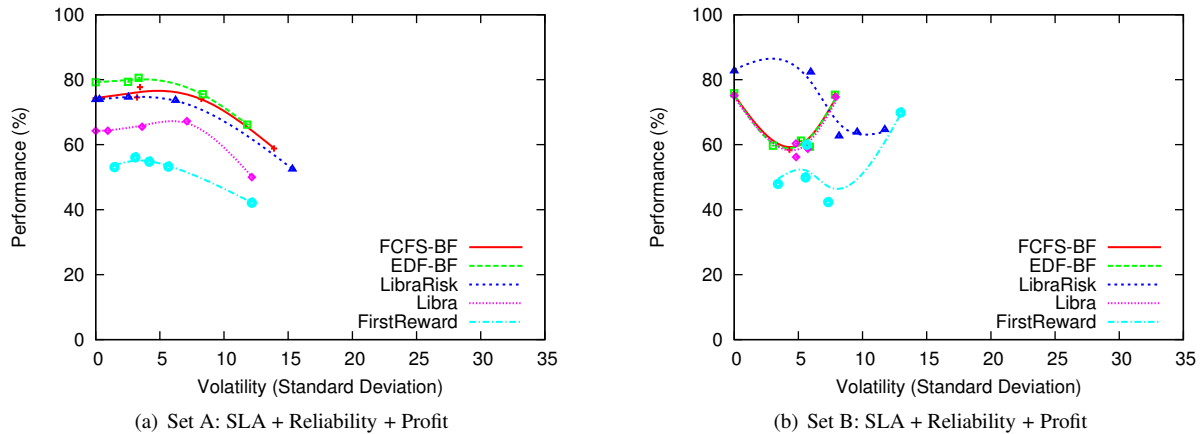 100
80
60
40
20
0
0 5 10 15 20 25 30 35
Performance (%)
Volatility (Standard Deviation)
FCFS-BF
EDF-BF
LibraRisk
Libra
FirstReward
(a) Set A: SLA + Reliability + Profit
100
80
60
40
20
0
0 5 10 15 20 25 30 35
Performance (%)
Volatility (Standard Deviation)
FCFS-BF
EDF-BF
LibraRisk
Libra
FirstReward
(b) Set B: SLA + Reliability + Profit